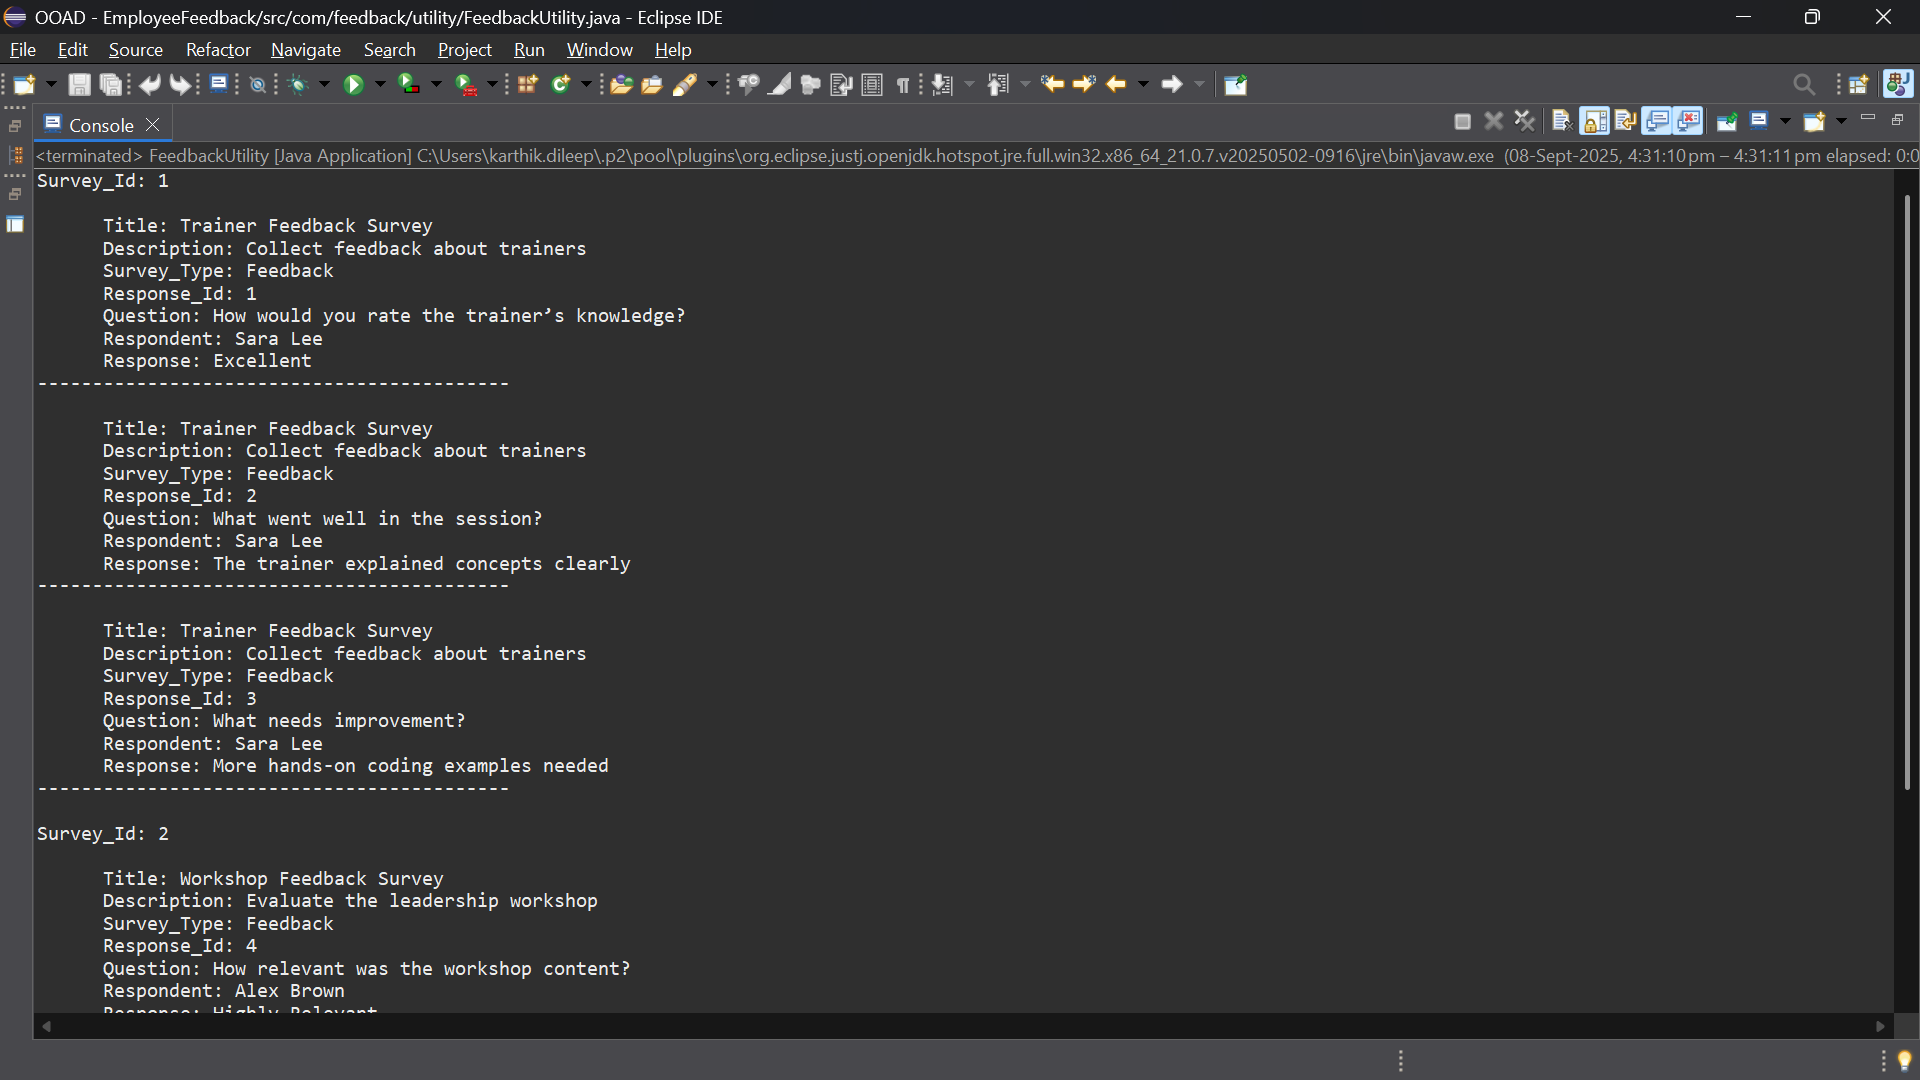 OOAD - EmployeeFeedback/src/com/feedback/utility/FeedbackUtility.java - Eclipse IDE
File Edit Source Refactor Navigate Search Project Run Window Help
Console
<terminated> FeedbackUtility [Java Application] C:\Users\karthik.dileep\.p2\pool\plugins\org.eclipse.justj.openjdk.hotspot.jre.full.win32.x86_64_21.0.7.v20250502-0916\jre\bin\javaw.exe (08-Sept-2025, 4:31:10 pm – 4:31:11 pm elapsed: 0:0
Survey_Id: 1
Title: Trainer Feedback Survey
Description: Collect feedback about trainers
Survey_Type: Feedback
Response_Id: 1
Question: How would you rate the trainer’s knowledge?
Respondent: Sara Lee
Response: Excellent
-------------------------------------------
Title: Trainer Feedback Survey
Description: Collect feedback about trainers
Survey_Type: Feedback
Response_Id: 2
Question: What went well in the session?
Respondent: Sara Lee
Response: The trainer explained concepts clearly
-------------------------------------------
Title: Trainer Feedback Survey
Description: Collect feedback about trainers
Survey_Type: Feedback
Response_Id: 3
Question: What needs improvement?
Respondent: Sara Lee
Response: More hands-on coding examples needed
-------------------------------------------
Survey_Id: 2
Title: Workshop Feedback Survey
Description: Evaluate the leadership workshop
Survey_Type: Feedback
Response_Id: 4
Question: How relevant was the workshop content?
Respondent: Alex Brown
Response: Highly Relevant